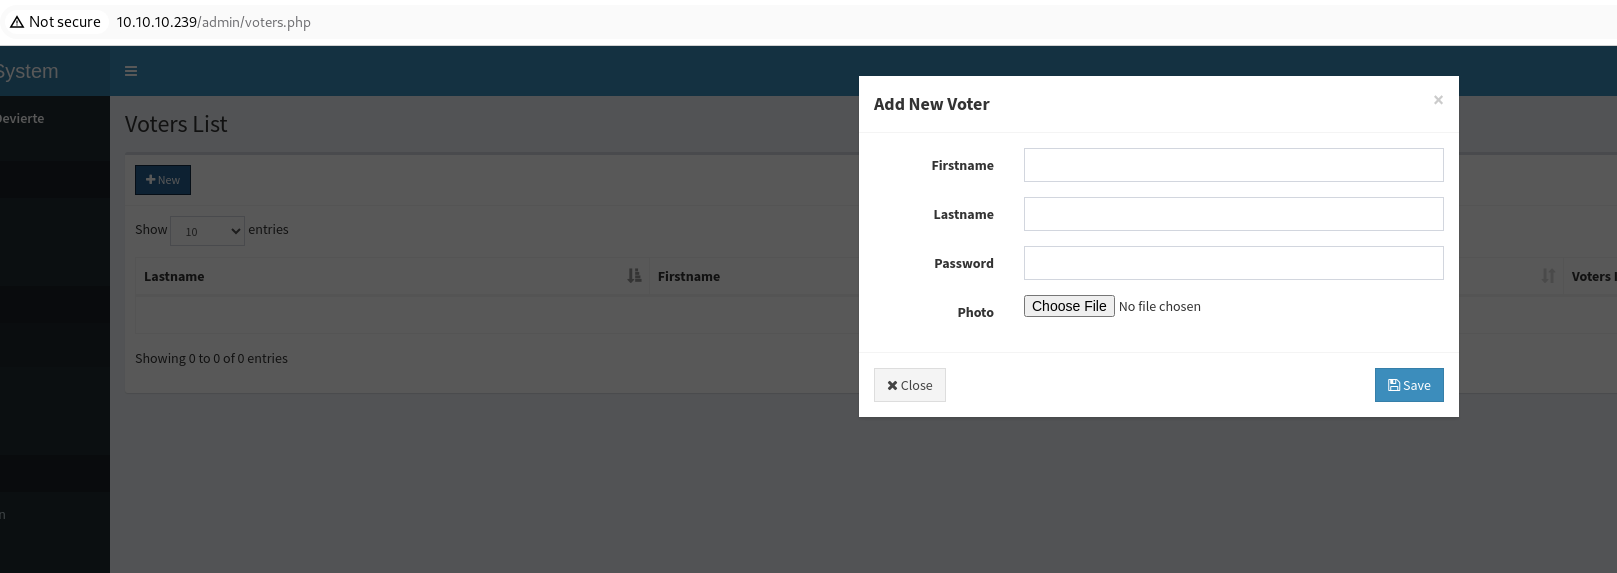 Not secure 10.10.10.239/admin/voters.php
System
Devierte
Voters List
New
Show 10 entries
Lastname Firstname Voters
Showing 0 to 0 of 0 entries
Add New Voter ×
Firstname
Lastname
Password
Photo Choose File No file chosen
Close Save